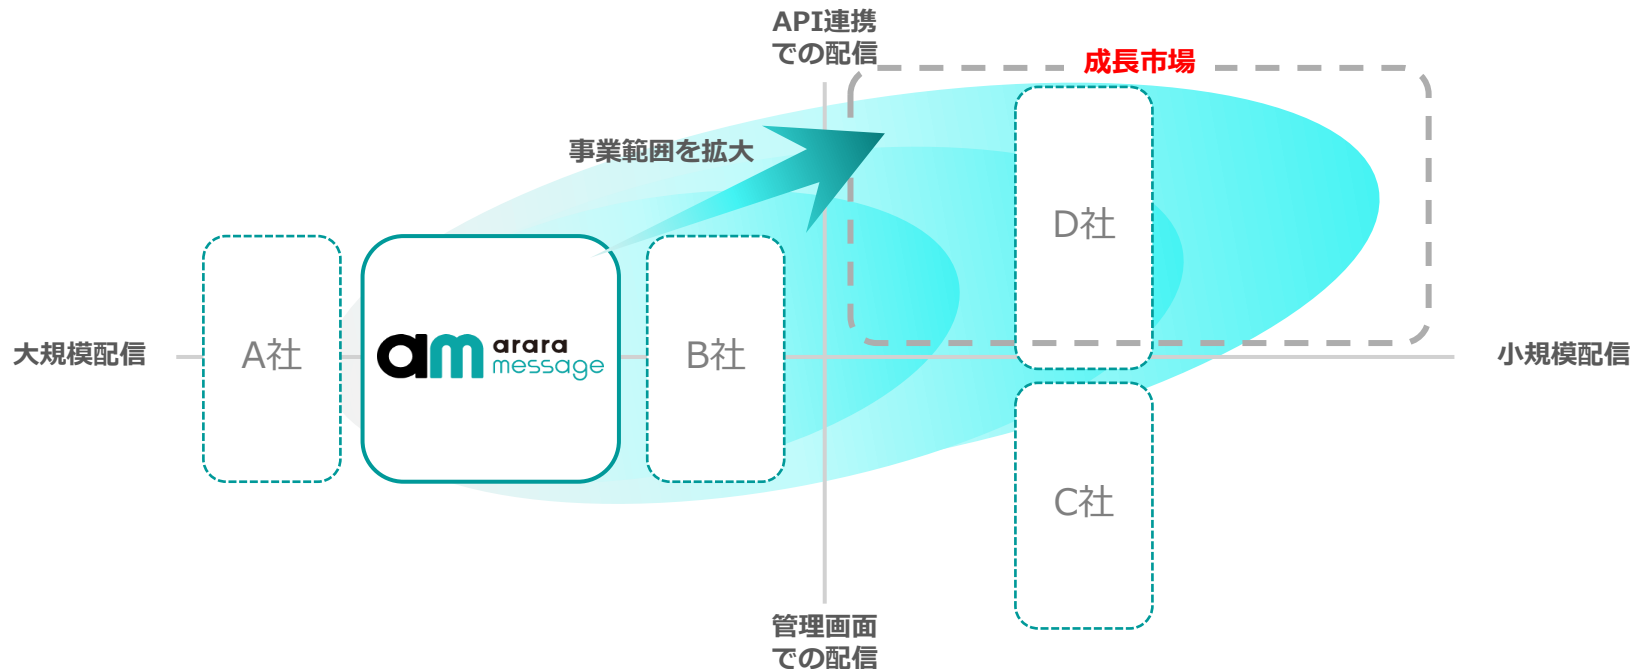 API連携
での配信
成長市場
事業範囲を拡大
D社
大規模配信
A社
am arara
message
B社
小規模配信
C社
管理画面
での配信